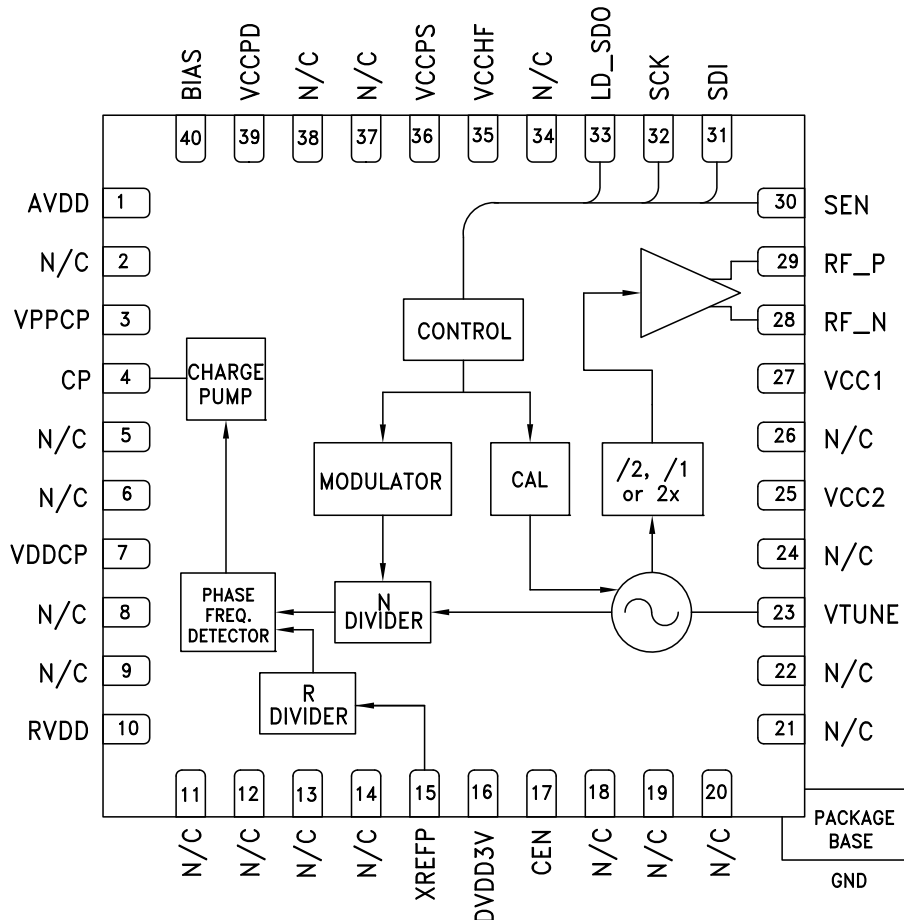 BIAS
VCCPD
N/C
N/C
VCCPS
VCCHF
N/C
LD_SDO
SCK
SDI
40
39
38
37
36
35
34
33
32
31
AVDD
1
30
SEN
N/C
2
29
RF_P
VPPCP
3
28
RF_N
CONTROL
CP
4
CHARGE
PUMP
27
VCC1
N/C
5
26
N/C
MODULATOR
CAL
/2, /1
or 2x
N/C
6
25
VCC2
VDDCP
7
24
N/C
PHASE
FREQ.
DETECTOR
N
DIVIDER
N/C
8
23
VTUNE
N/C
9
22
N/C
R
DIVIDER
RVDD
10
21
N/C
11
12
13
14
15
16
17
18
19
20
N/C
N/C
N/C
N/C
XREFP
DVDD3V
CEN
N/C
N/C
N/C
PACKAGE
BASE
GND